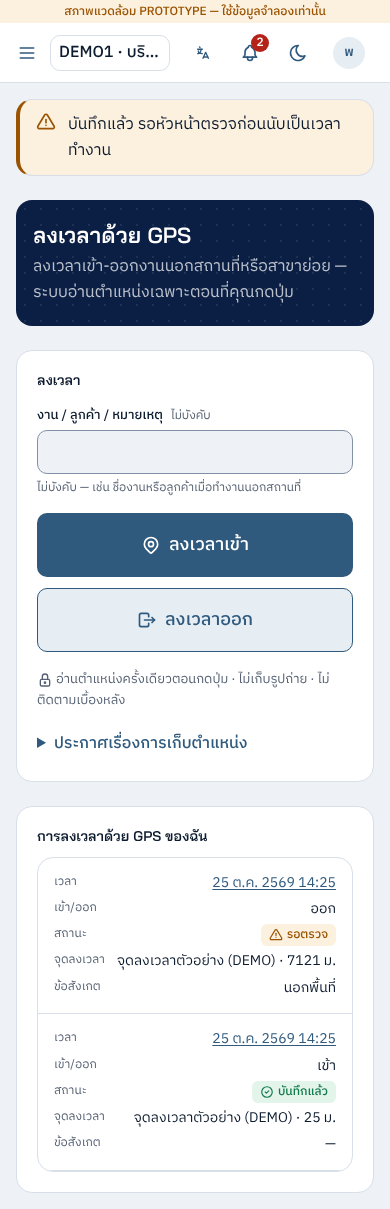 สภาพแวดล้อม PROTOTYPE — ใช้ข้อมูลจำลองเท่านั้น
DEMO1 · บริ...
2
พ
บันทึกแล้ว รอหัวหน้าตรวจก่อนนับเป็นเวลา
ทำงาน
ลงเวลาด้วย GPS
ลงเวลาเข้า-ออกงานนอกสถานที่หรือสาขาย่อย —
ระบบอ่านตำแหน่งเฉพาะตอนที่คุณกดปุ่ม
ลงเวลา
งาน / ลูกค้า / หมายเหตุ ไม่บังคับ
ไม่บังคับ — เช่น ชื่องานหรือลูกค้าเมื่อทำงานนอกสถานที่
ลงเวลาเข้า
ลงเวลาออก
อ่านตำแหน่งครั้งเดียวตอนกดปุ่ม · ไม่เก็บรูปถ่าย · ไม่
ติดตามเบื้องหลัง
ประกาศเรื่องการเก็บตำแหน่ง
การลงเวลาด้วย GPS ของฉัน
เวลา 25 ต.ค. 2569 14:25
เข้า/ออก ออก
สถานะ รอตรวจ
จุดลงเวลา จุดลงเวลาตัวอย่าง (DEMO) · 7121 ม.
ข้อสังเกต นอกพื้นที่
เวลา 25 ต.ค. 2569 14:25
เข้า/ออก เข้า
สถานะ บันทึกแล้ว
จุดลงเวลา จุดลงเวลาตัวอย่าง (DEMO) · 25 ม.
ข้อสังเกต —